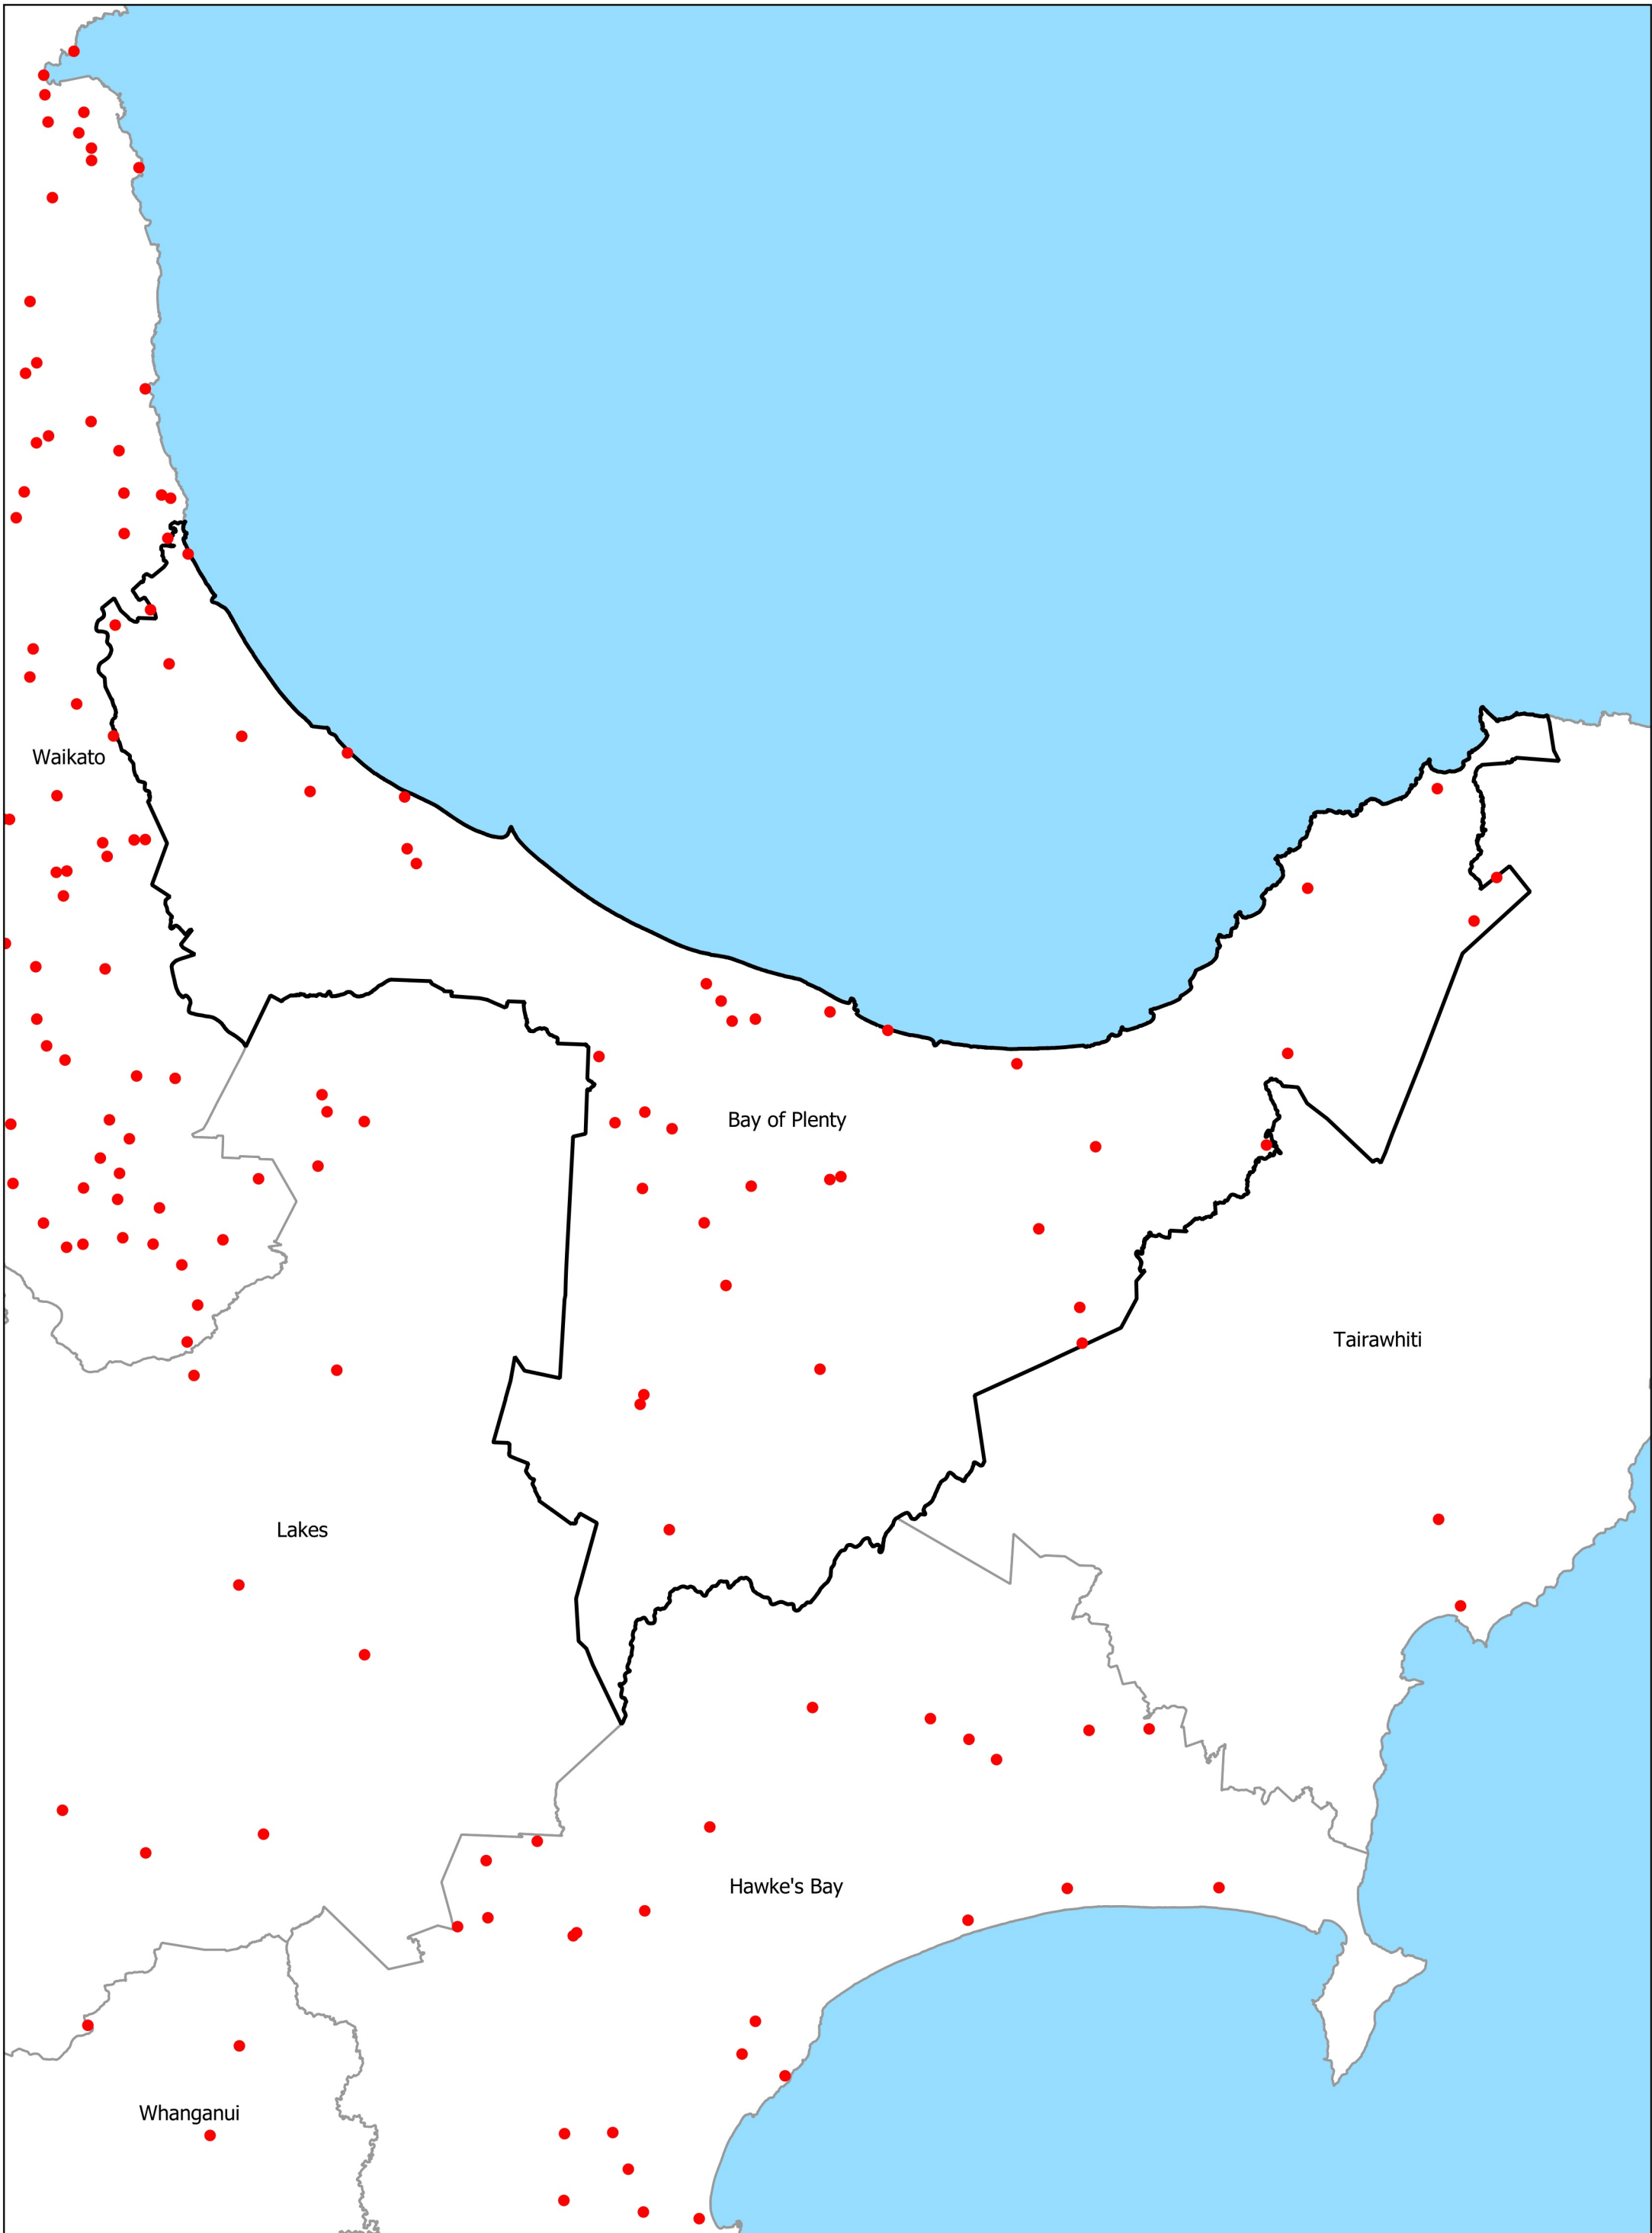 Waikato
Bay of Plenty
Tairawhiti
Lakes
Hawke's Bay
Whanganui